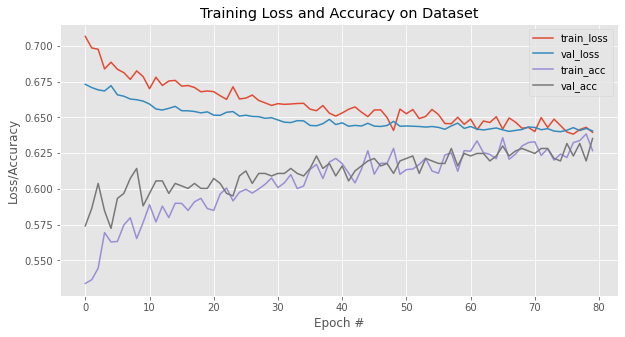 Training Loss and Accuracy on Dataset
train_loss
val_loss
train_acc
val_acc
0.700
0.675
0.650
0.625
0.600
0.575
0.550
Loss/Accuracy
0 10 20 30 40 50 60 70 80
Epoch #